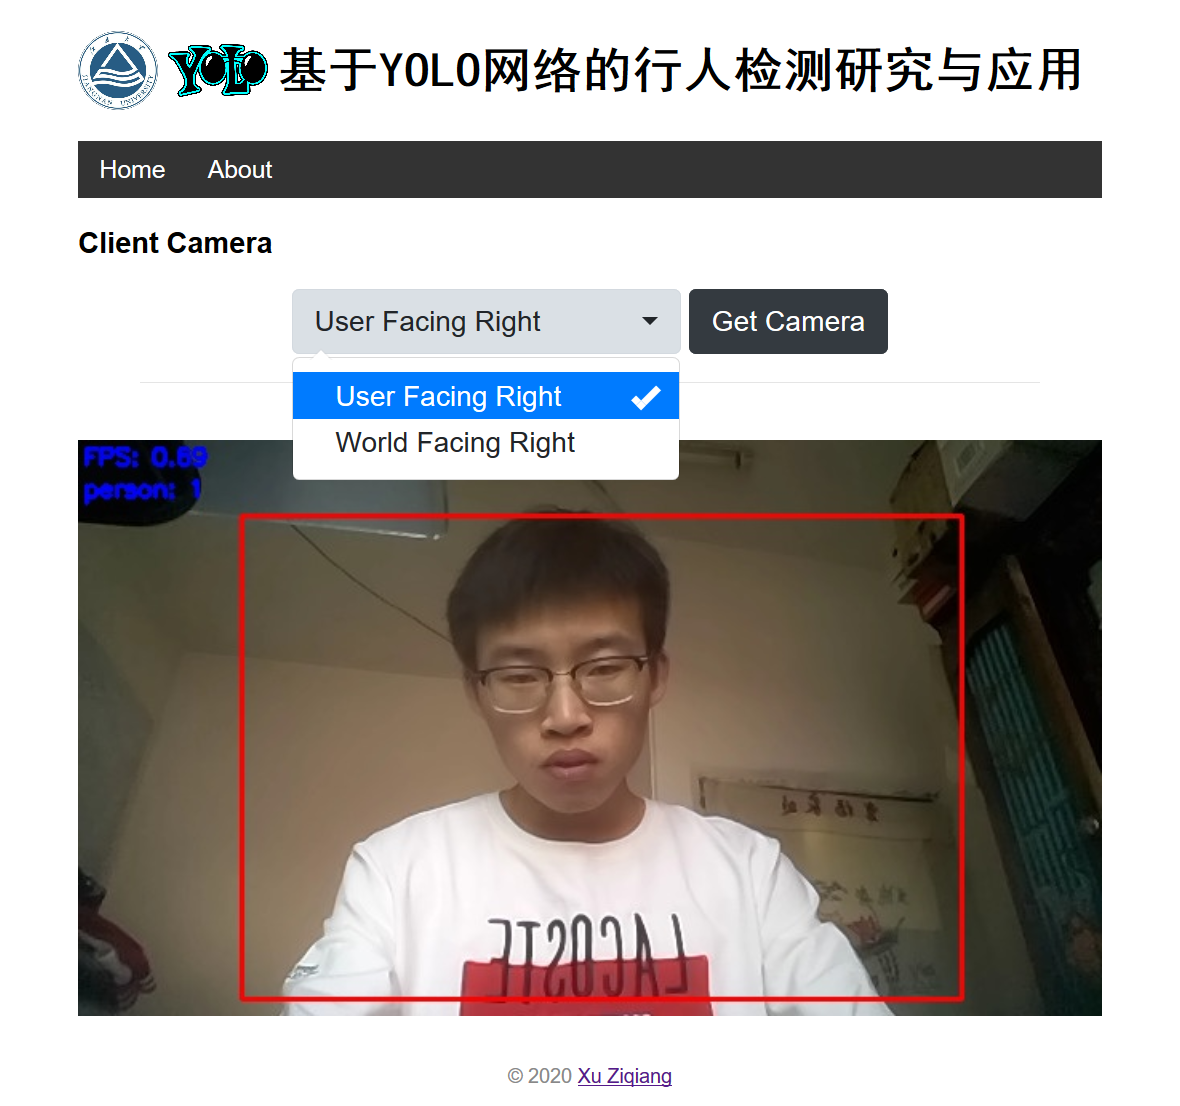 YOLO 基于YOLO网络的行人检测研究与应用
Home About
Client Camera
User Facing Right Get Camera
User Facing Right
World Facing Right
FPS: 0.89
person: 1
LACOSTE
© 2020 Xu Ziqiang